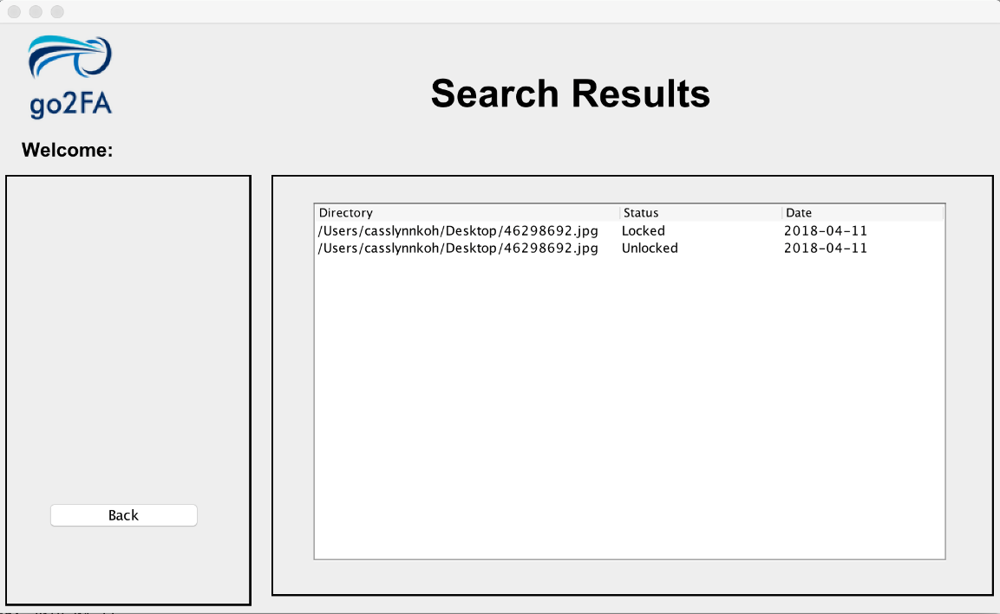 go2FA
Search Results
Welcome:
Directory Status Date
/Users/casslynnkoh/Desktop/46298692.jpg Locked 2018-04-11
/Users/casslynnkoh/Desktop/46298692.jpg Unlocked 2018-04-11
Back